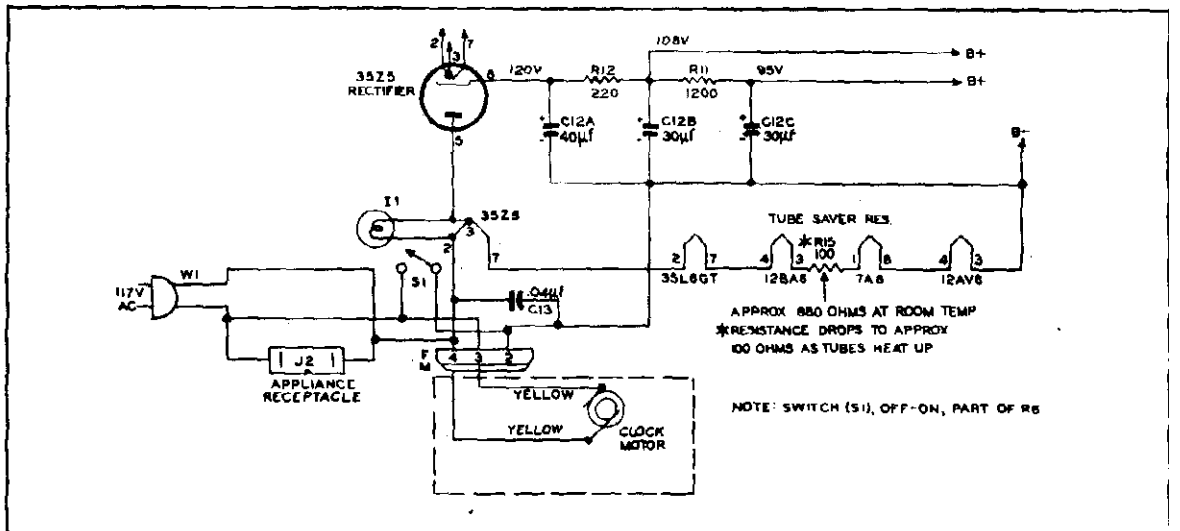 2 3 7
108V
B+
35Z5
RECTIFIER
8
120V
R12
220
R11
1200
95V
B+
5
+
-
C12A
40µf
+
-
C12B
30µf
+
-
C12C
30µf
B-
I1
35Z5
3
2
7
TUBE SAVER RES.
*R15
100
2 7
35L6GT
4 3
12BA6
1 8
7A8
4 3
12AV6
W1
117V
AC
S1
.04µf
C13
APPROX 880 OHMS AT ROOM TEMP
*RESISTANCE DROPS TO APPROX
100 OHMS AS TUBES HEAT UP
J2
APPLIANCE
RECEPTACLE
F
M
4 3 2
YELLOW
YELLOW
CLOCK
MOTOR
NOTE: SWITCH (S1), OFF-ON, PART OF R6